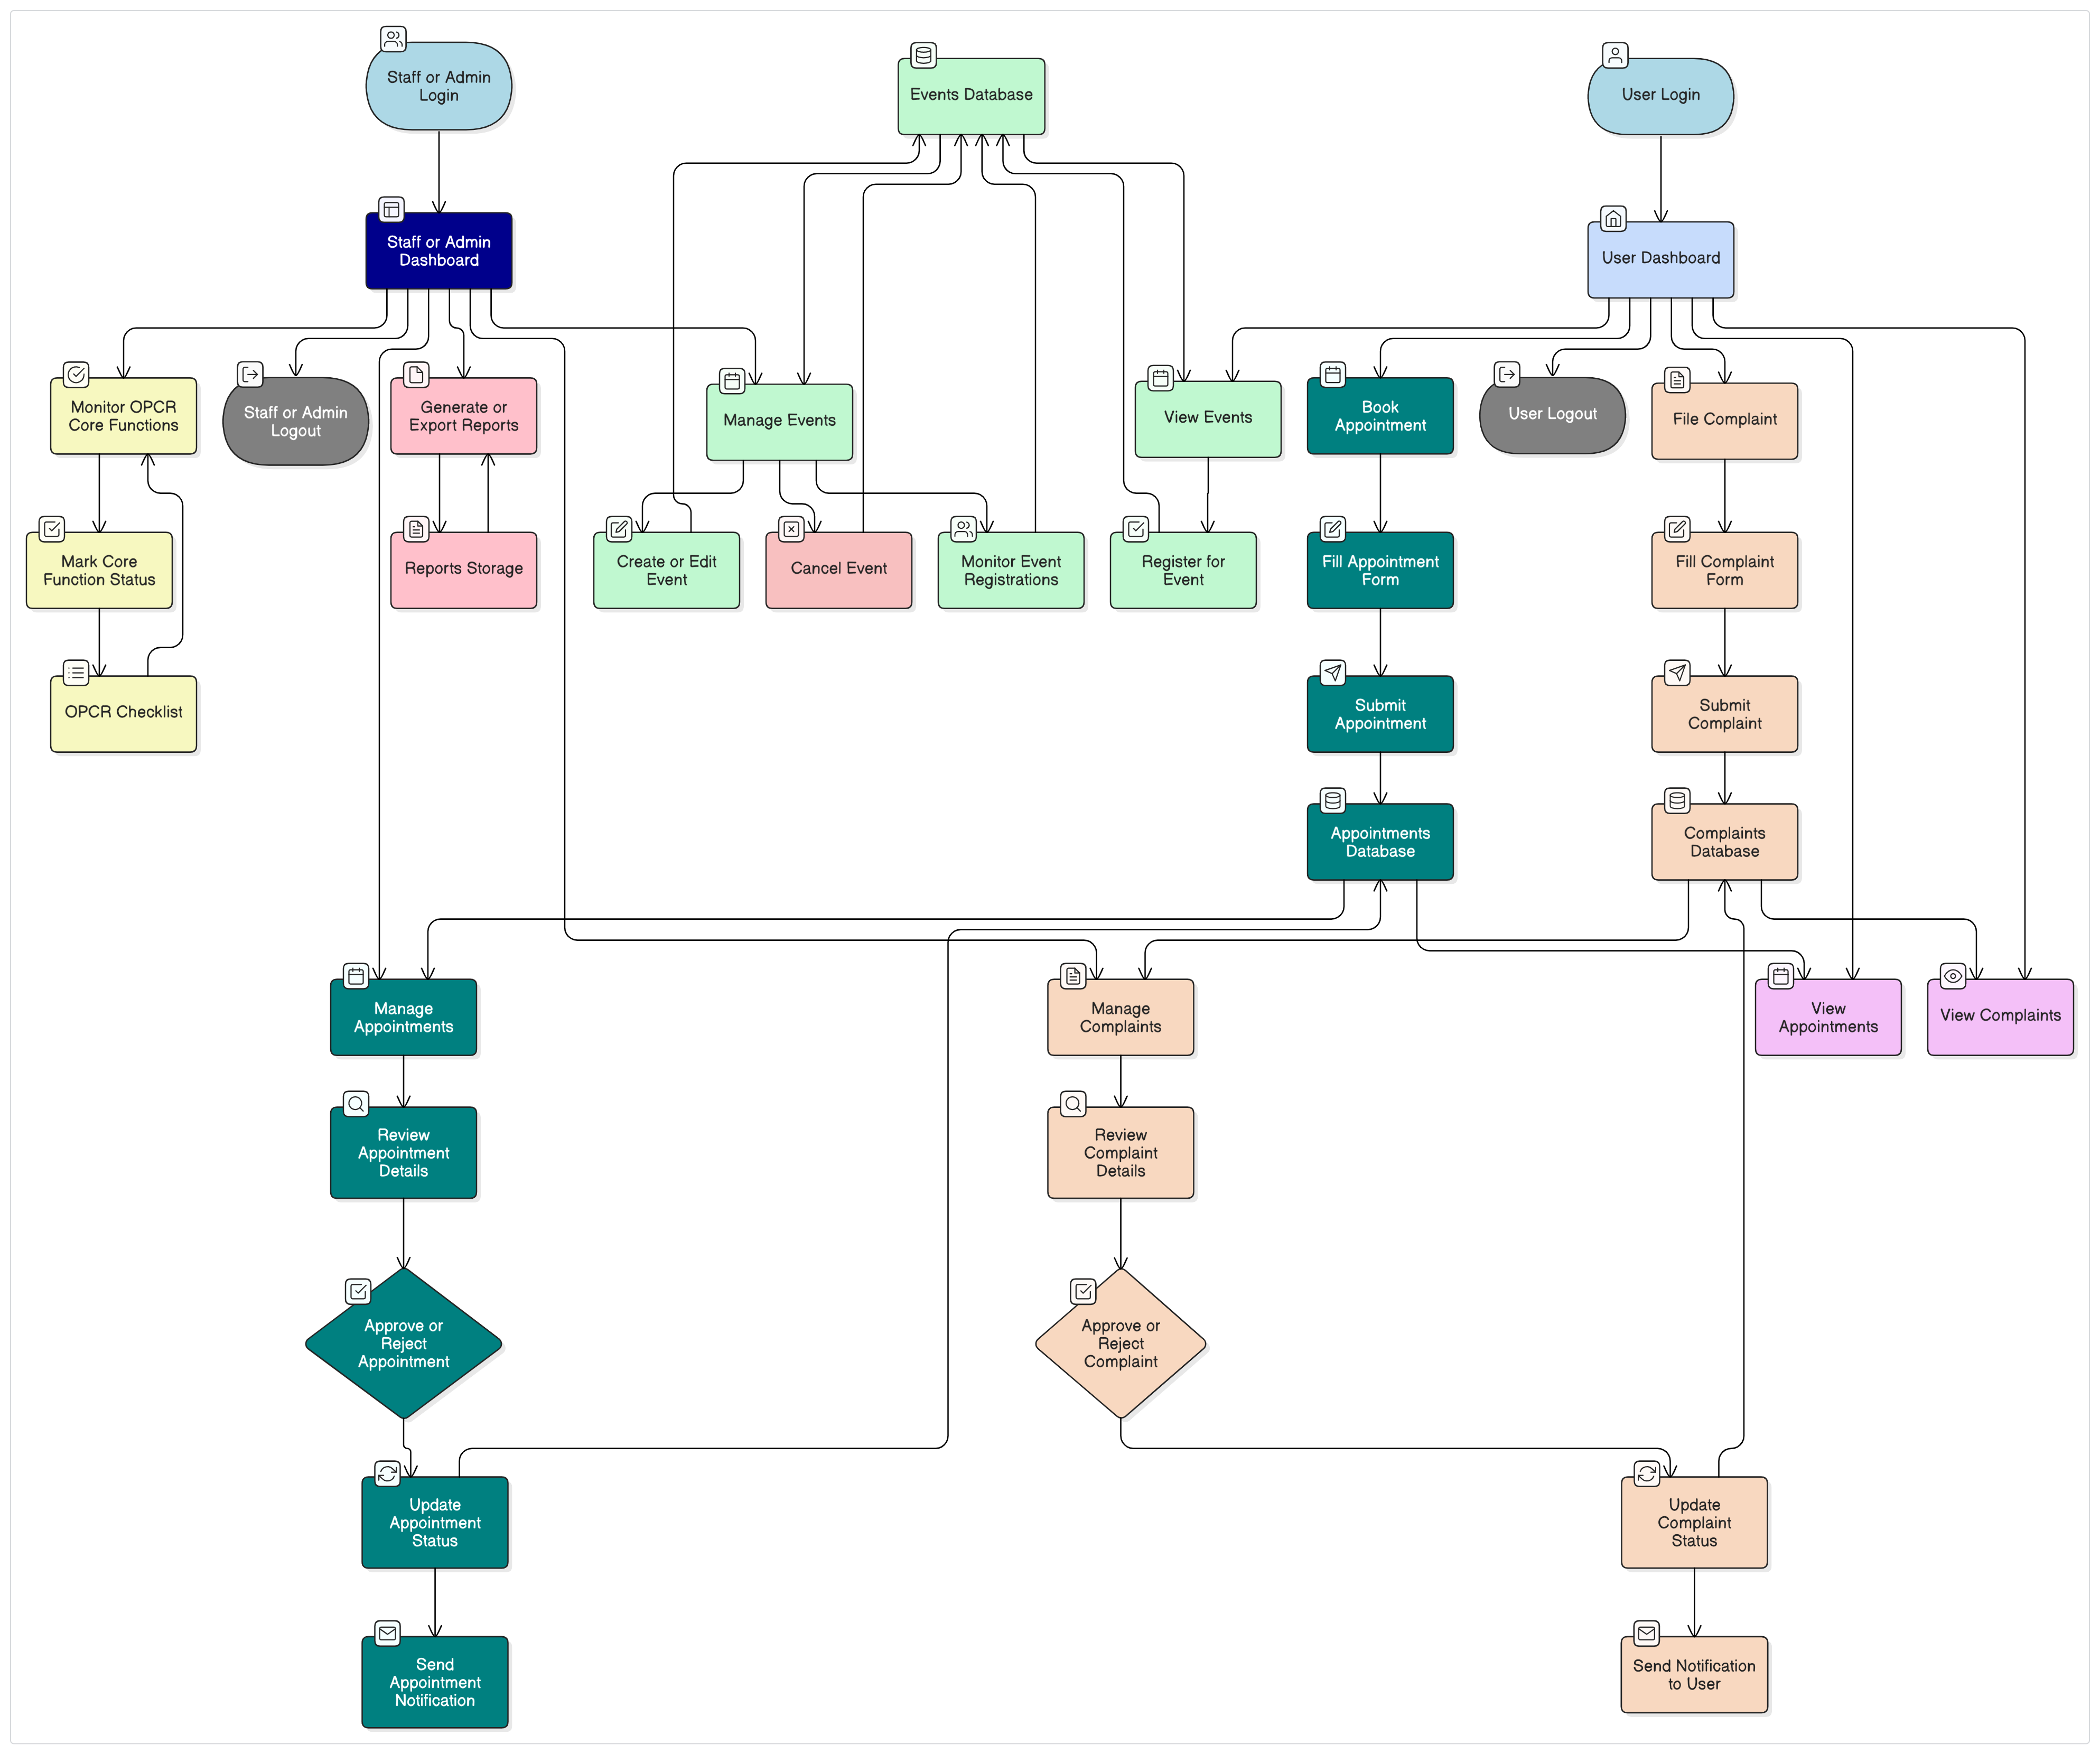 Staff or Admin
Login
Events Database
User Login
Staff or Admin
Dashboard
User Dashboard
Monitor OPCR
Core Functions
Staff or Admin
Logout
Generate or
Export Reports
Manage Events
View Events
Book
Appointment
User Logout
File Complaint
Mark Core
Function Status
Reports Storage
Create or Edit
Event
Cancel Event
Monitor Event
Registrations
Register for
Event
Fill Appointment
Form
Fill Complaint
Form
OPCR Checklist
Submit
Appointment
Submit
Complaint
Appointments
Database
Complaints
Database
Manage
Appointments
Manage
Complaints
View
Appointments
View Complaints
Review
Appointment
Details
Review
Complaint
Details
Approve or
Reject
Appointment
Approve or
Reject
Complaint
Update
Appointment
Status
Update
Complaint
Status
Send
Appointment
Notification
Send Notification
to User